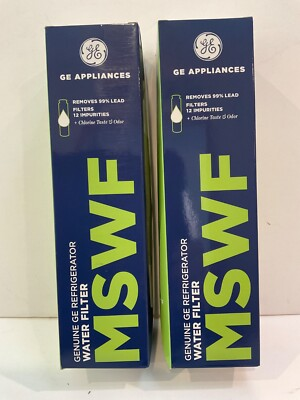 GE
GE APPLIANCES
REMOVES 99% LEAD
FILTERS
12 IMPURITIES
+ Chlorine Taste & Odor
GENUINE GE REFRIGERATOR
WATER FILTER
MSWF
GE
GE APPLIANCES
REMOVES 99% LEAD
FILTERS
12 IMPURITIES
+ Chlorine Taste & Odor
GENUINE GE REFRIGERATOR
WATER FILTER
MSWF